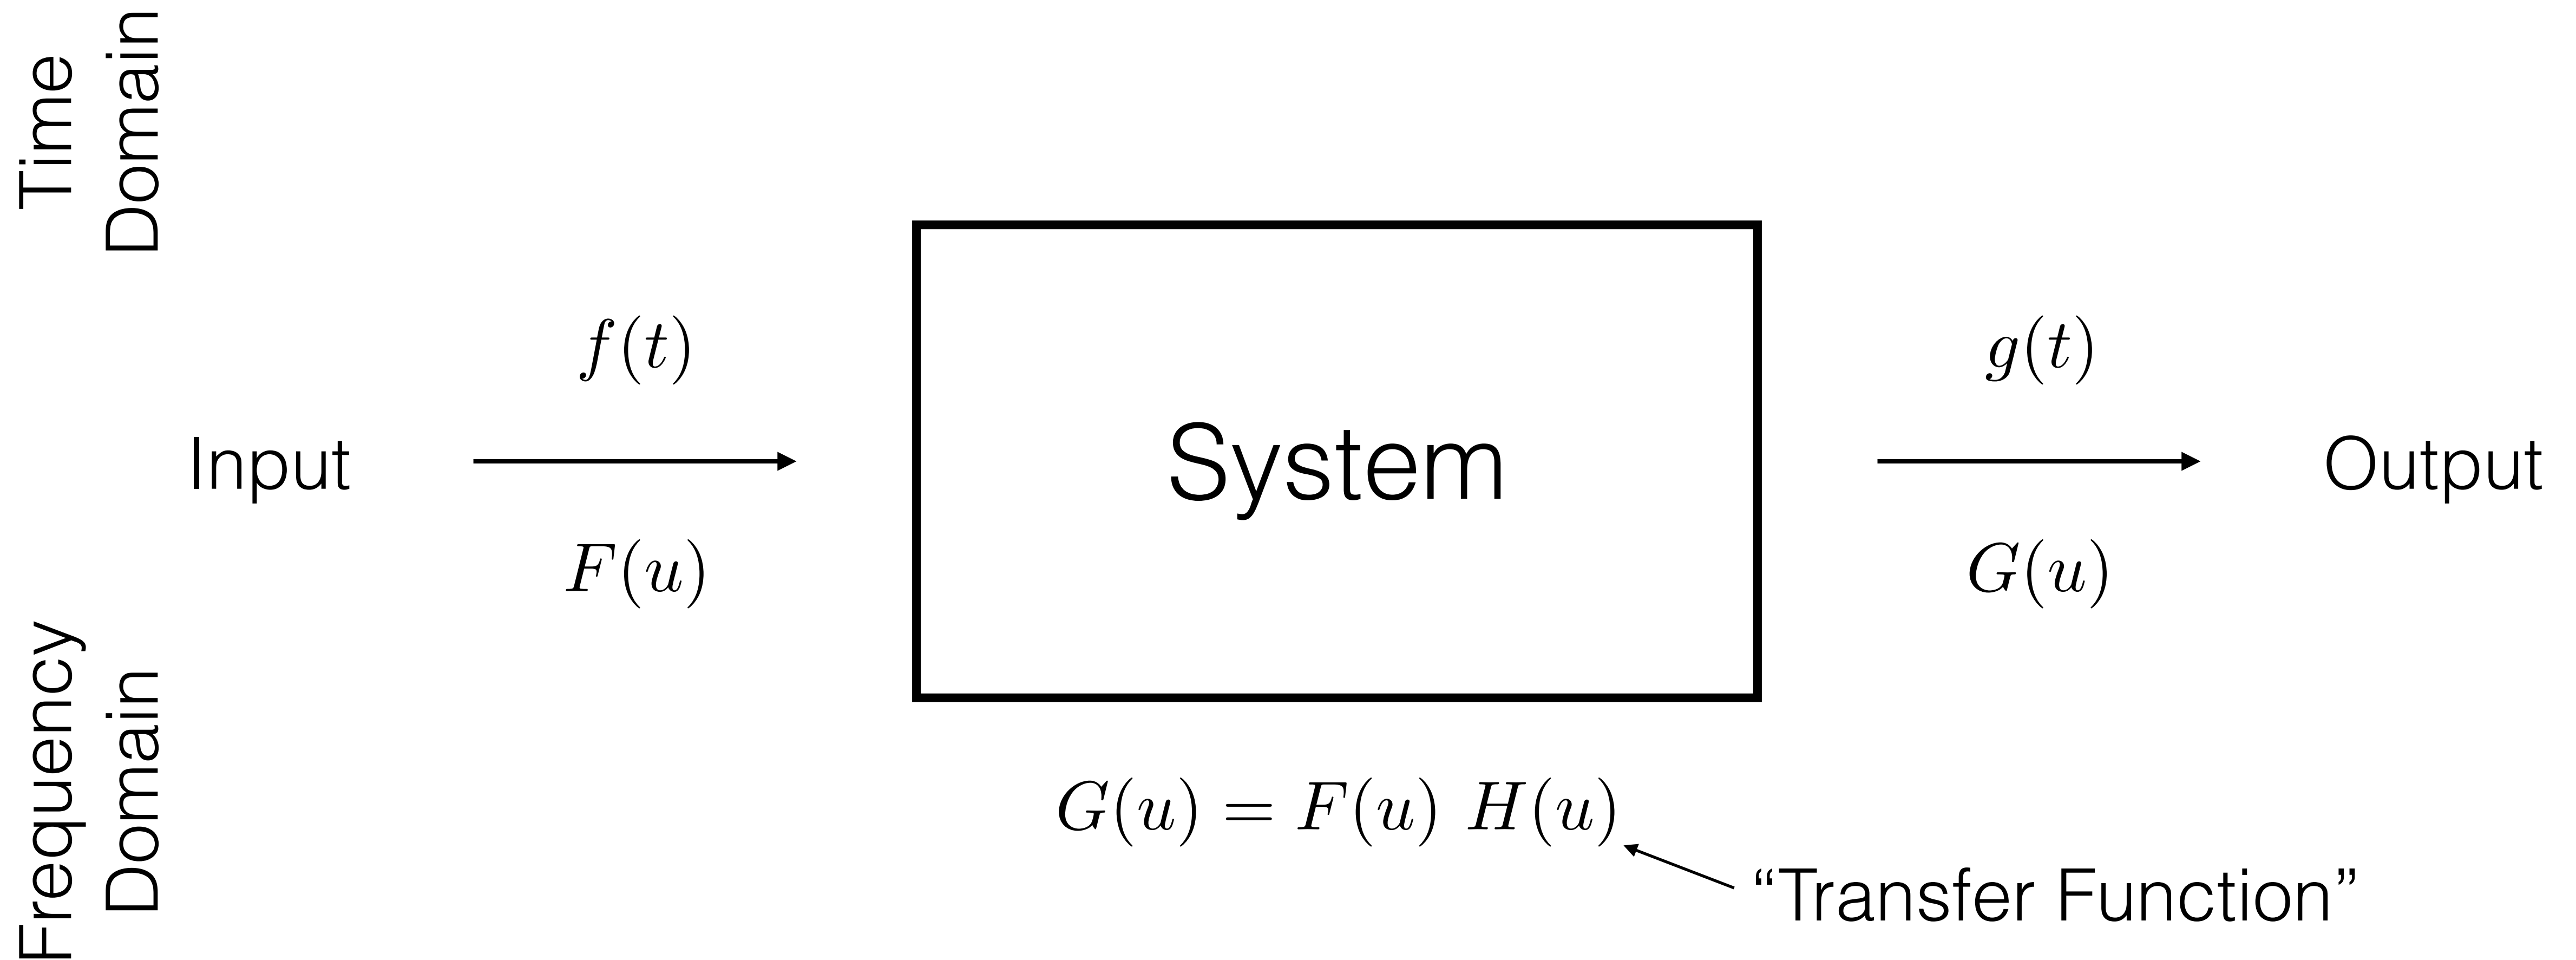 Time
Domain
f(t)
g(t)
Input
System
Output
F(u)
G(u)
Frequency
Domain
G(u) = F(u) H(u)
“Transfer Function”